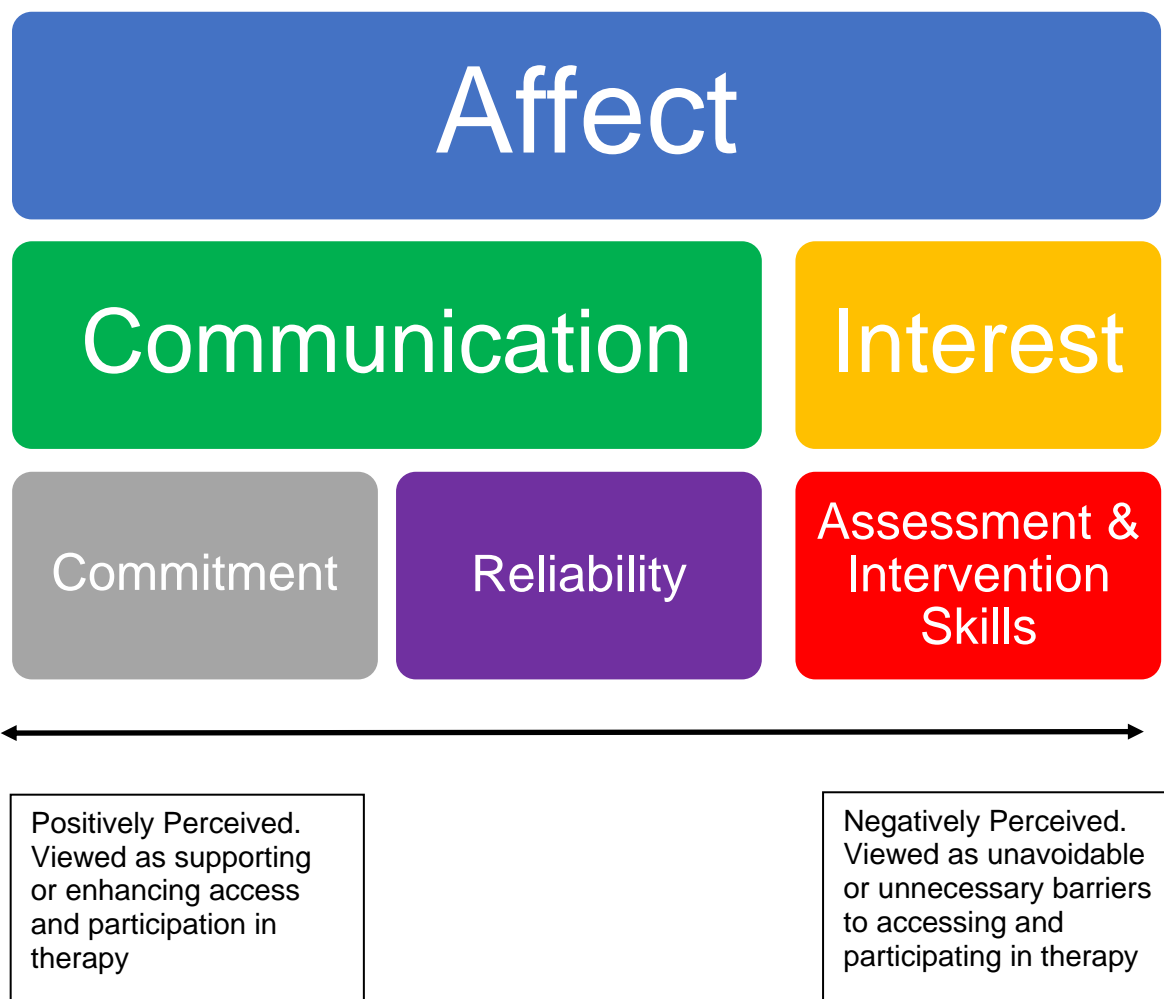 Affect
Communication
Interest
Commitment
Reliability
Assessment &
Intervention
Skills
Positively Perceived.
Viewed as supporting
or enhancing access
and participation in
therapy
Negatively Perceived.
Viewed as unavoidable
or unnecessary barriers
to accessing and
participating in therapy